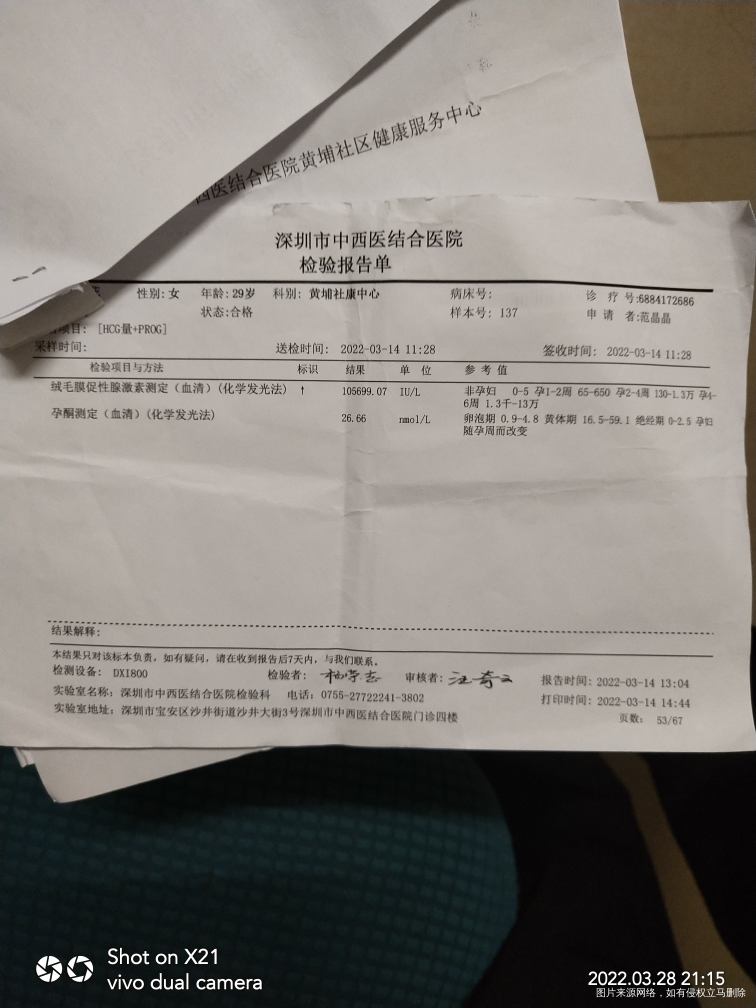 西医结合医院黄埔社区健康服务中心
深圳市中西医结合医院
检验报告单
性别:女 年龄:29岁 科别: 黄埔社康中心 病床号: 诊 疗 号:6884172686
状态:合格 样本号: 137 申 请 者:范晶晶
项目: [HCG量+PROG]
采样时间: 送检时间: 2022-03-14 11:28 签收时间: 2022-03-14 11:28
检验项目与方法 标识 结果 单 位 参 考 值
绒毛膜促性腺激素测定（血清）(化学发光法) ↑ 105699.07 IU/L 非孕妇 0-5 孕1-2周 65-650 孕2-4周 130-1.3万 孕4-
6周 1.3千-13万
孕酮测定（血清）(化学发光法) 26.66 nmol/L 卵泡期 0.9-4.8 黄体期 16.5-59.1 绝经期 0-2.5 孕妇
随孕周而改变
结果解释:
本结果只对该标本负责，如有疑问，请在收到报告后7天内，与我们联系。
检测设备: DXI800 检验者: 审核者: 报告时间: 2022-03-14 13:04
实验室名称: 深圳市中西医结合医院检验科 电话: 0755-27722241-3802 打印时间: 2022-03-14 14:44
实验室地址: 深圳市宝安区沙井街道沙井大街3号深圳市中西医结合医院门诊四楼 页数: 53/67
Shot on X21
vivo dual camera
2022.03.28 21:15
图片来源网络，如有侵权立马删除